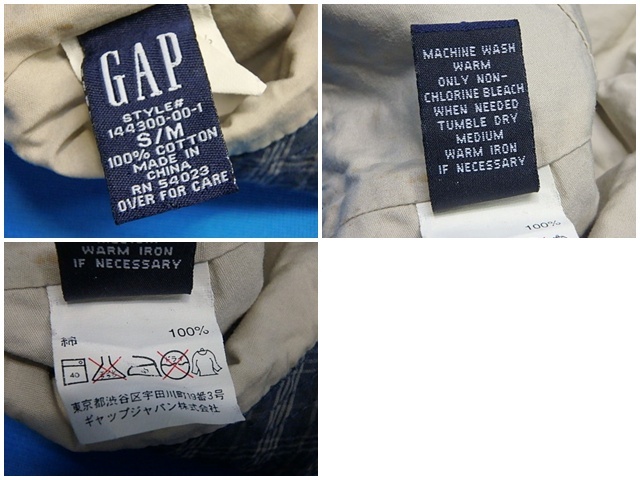 GAP
STYLE#
144300-00-1
S/M
100% COTTON
MADE IN
CHINA
RN 54023
OVER FOR CARE
MACHINE WASH
WARM
ONLY NON-
CHLORINE BLEACH
WHEN NEEDED
TUMBLE DRY
MEDIUM
WARM IRON
IF NECESSARY
100%
WARM IRON
IF NECESSARY
綿 100%
40
東京都渋谷区宇田川町19番3号
ギャップジャパン株式会社